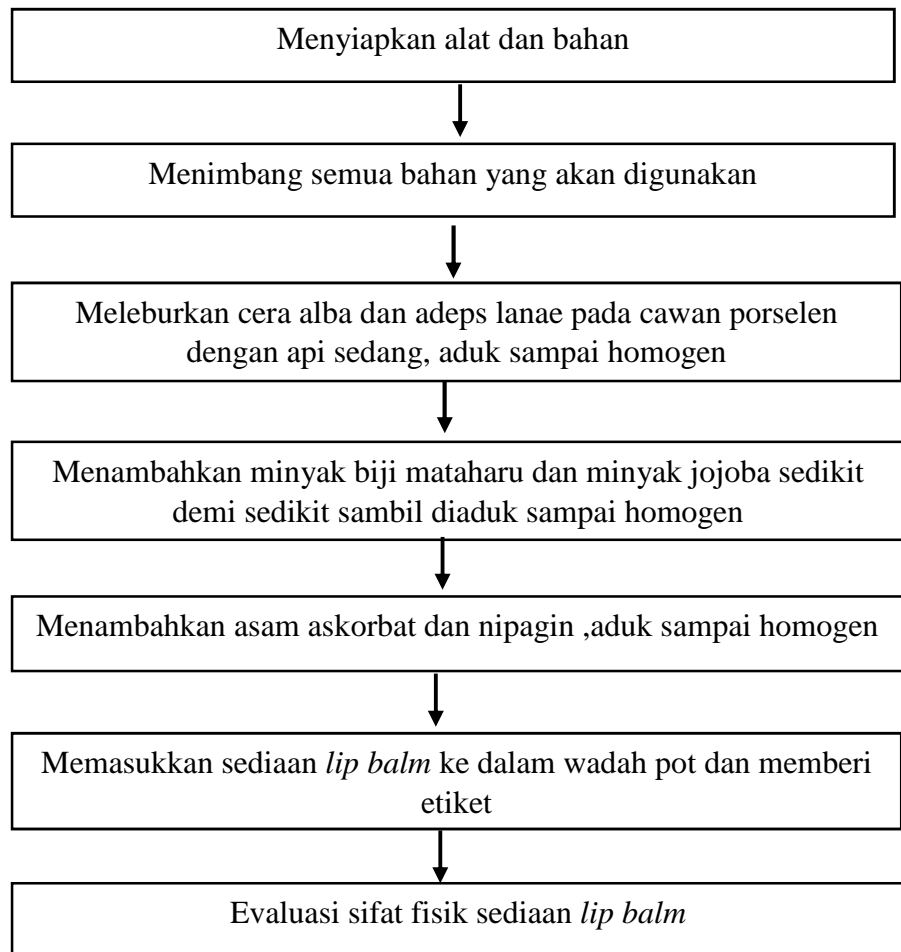 Menyiapkan alat dan bahan
Menimbang semua bahan yang akan digunakan
Meleburkan cera alba dan adeps lanae pada cawan porselen
dengan api sedang, aduk sampai homogen
Menambahkan minyak biji mataharu dan minyak jojoba sedikit
demi sedikit sambil diaduk sampai homogen
Menambahkan asam askorbat dan nipagin ,aduk sampai homogen
Memasukkan sediaan lip balm ke dalam wadah pot dan memberi
etiket
Evaluasi sifat fisik sediaan lip balm